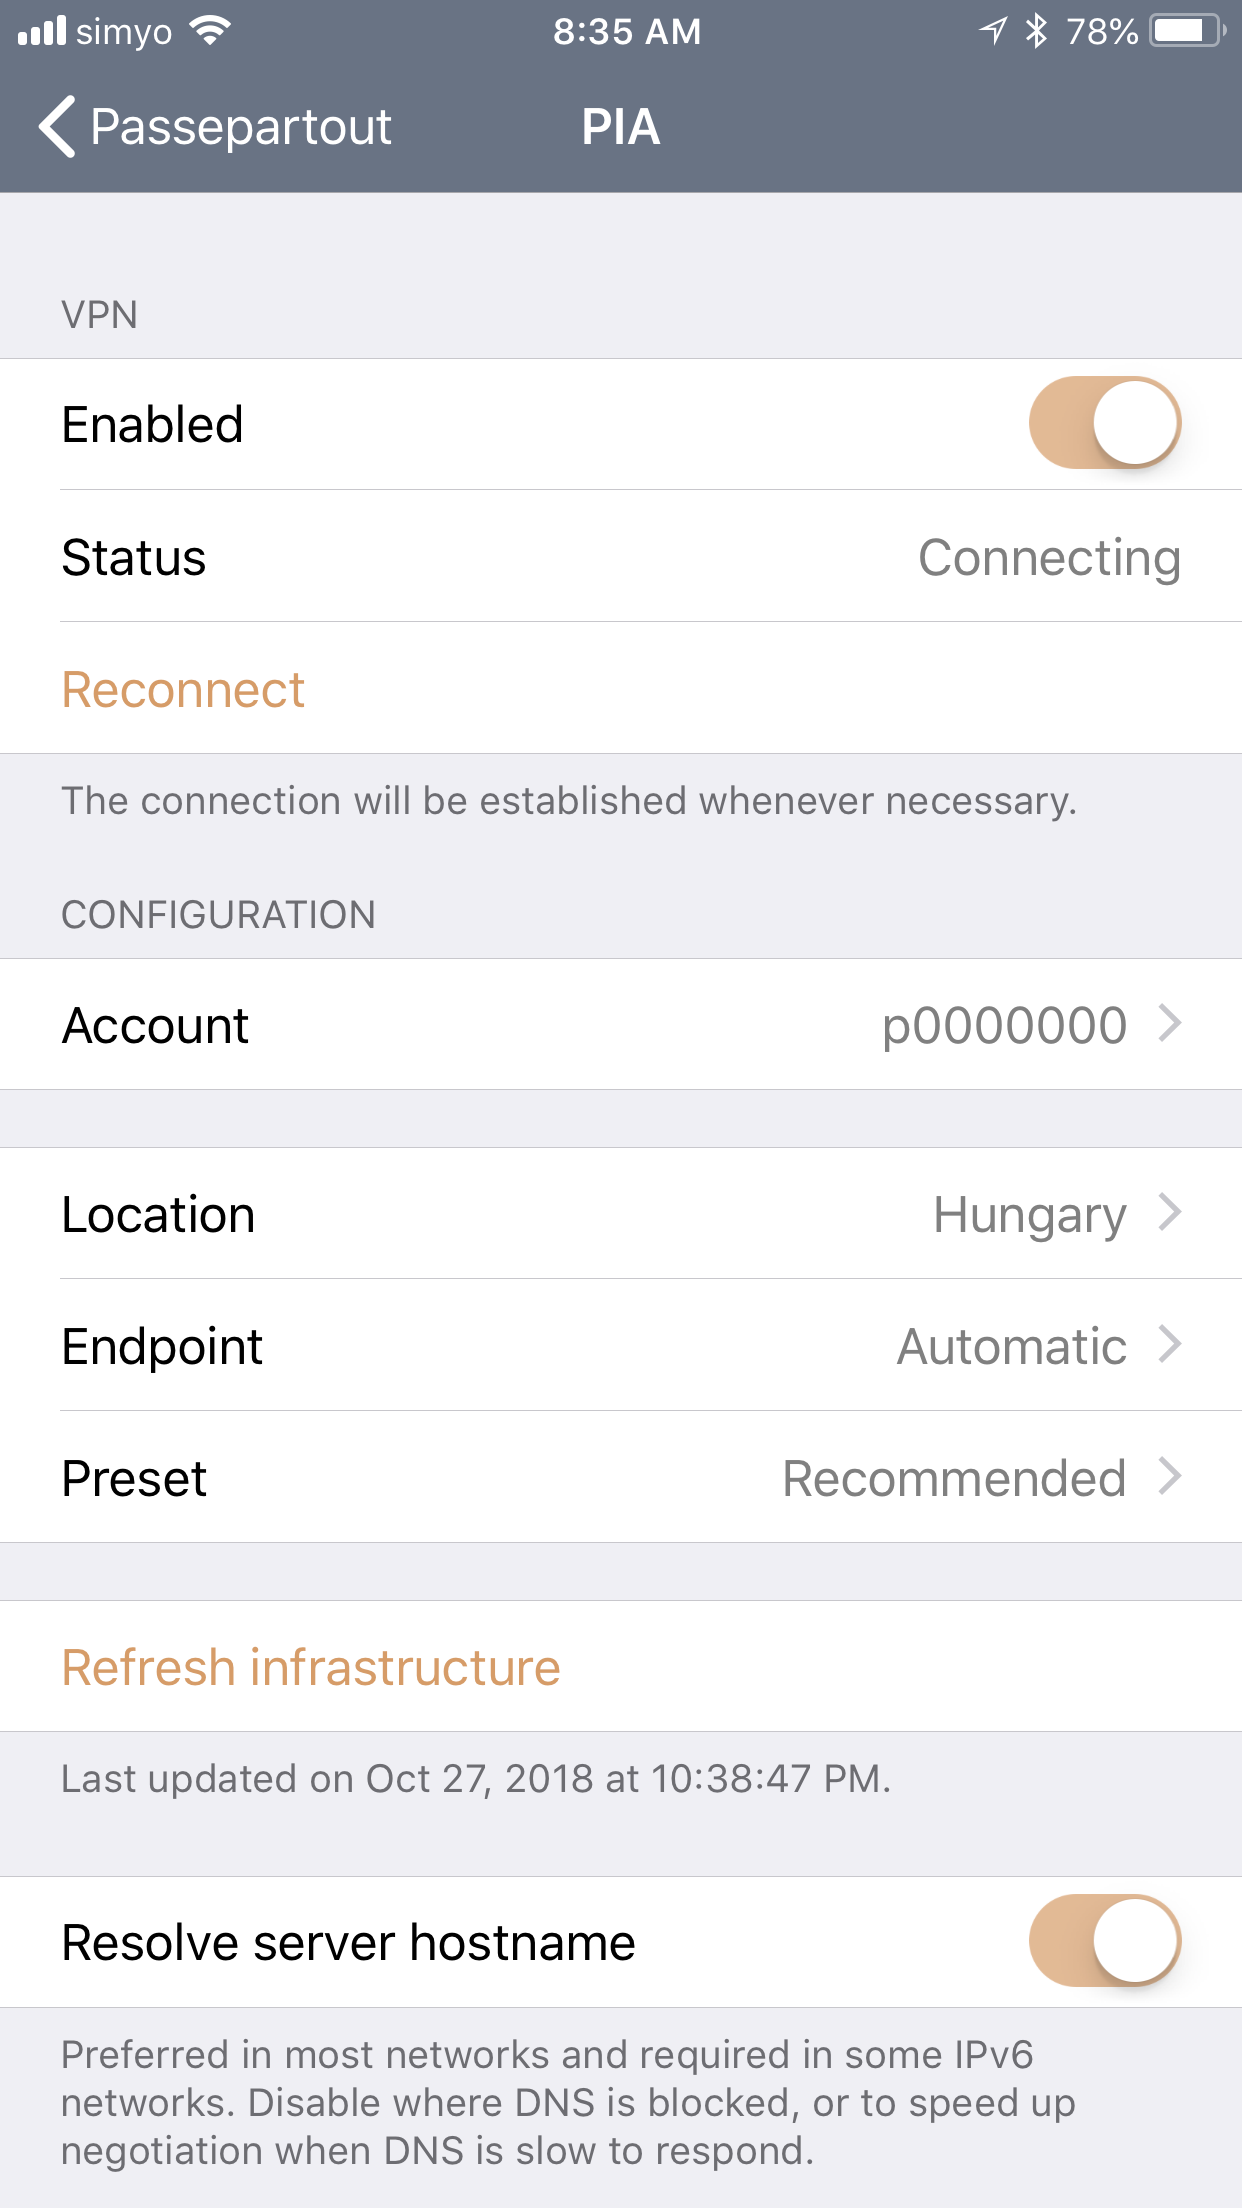 simyo 8:35 AM 78%
Passepartout PIA
VPN
Enabled
Status Connecting
Reconnect
The connection will be established whenever necessary.
CONFIGURATION
Account p0000000
Location Hungary
Endpoint Automatic
Preset Recommended
Refresh infrastructure
Last updated on Oct 27, 2018 at 10:38:47 PM.
Resolve server hostname
Preferred in most networks and required in some IPv6
networks. Disable where DNS is blocked, or to speed up
negotiation when DNS is slow to respond.